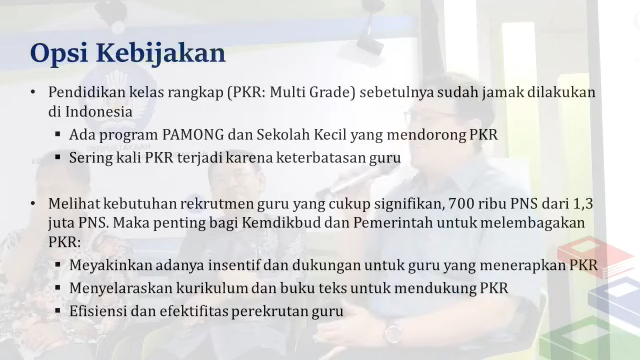 Opsi Kebijakan
• Pendidikan kelas rangkap (PKR: Multi Grade) sebetulnya sudah jamak dilakukan
di Indonesia
▪ Ada program PAMONG dan Sekolah Kecil yang mendorong PKR
▪ Sering kali PKR terjadi karena keterbatasan guru
• Melihat kebutuhan rekrutmen guru yang cukup signifikan, 700 ribu PNS dari 1,3
juta PNS. Maka penting bagi Kemdikbud dan Pemerintah untuk melembagakan
PKR:
▪ Meyakinkan adanya insentif dan dukungan untuk guru yang menerapkan PKR
▪ Menyelaraskan kurikulum dan buku teks untuk mendukung PKR
▪ Efisiensi dan efektifitas perekrutan guru